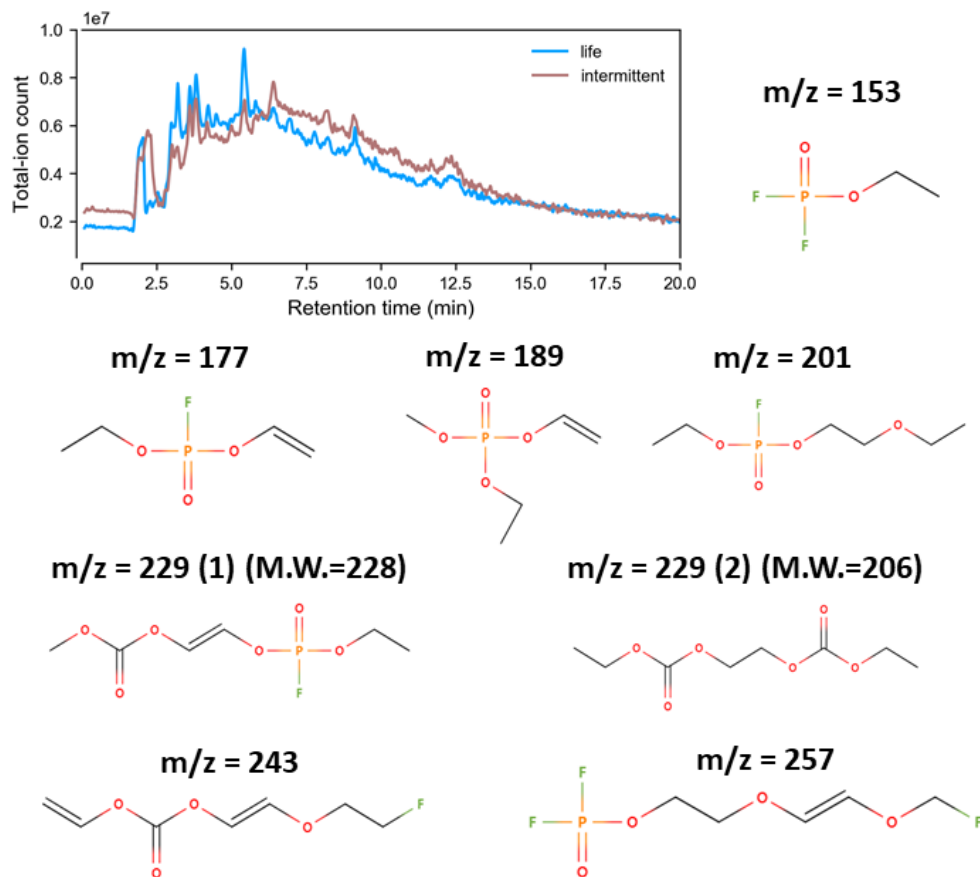 1e7
1.0
0.8
0.6
0.4
0.2
Total-ion count
life
intermittent
0.0 2.5 5.0 7.5 10.0 12.5 15.0 17.5 20.0
Retention time (min)
m/z = 153
O
F P O
F
m/z = 177
F
O P O
O
m/z = 189
O
O P O
O
m/z = 201
F
O P O O
O
m/z = 229 (1) (M.W.=228)
O
O O O P O
O F
m/z = 229 (2) (M.W.=206)
O
O O O O
O
m/z = 243
O O O F
O
m/z = 257
F
F P O O O F
O